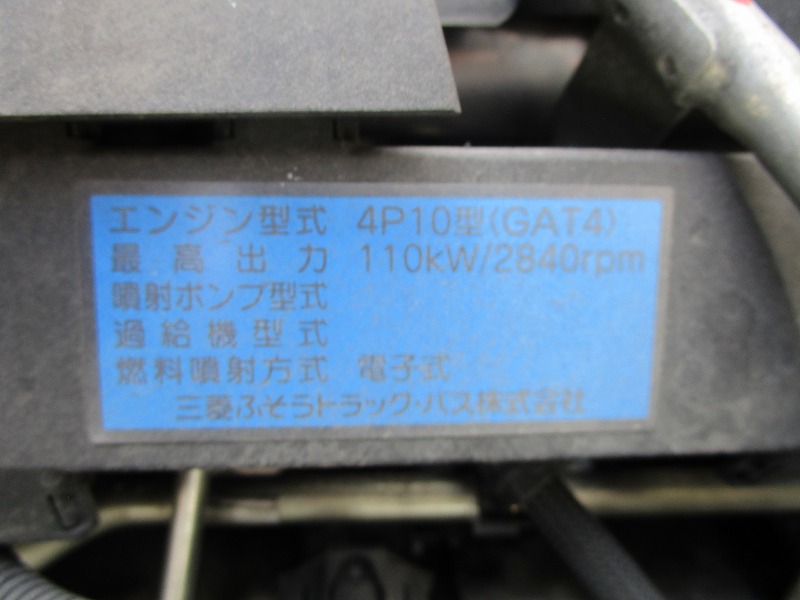 エンジン型式 4P10型(GAT4)
最高出力 110kW/2840rpm
噴射ポンプ型式
過給機型式
燃料噴射方式 電子式
三菱ふそうトラック・バス株式会社